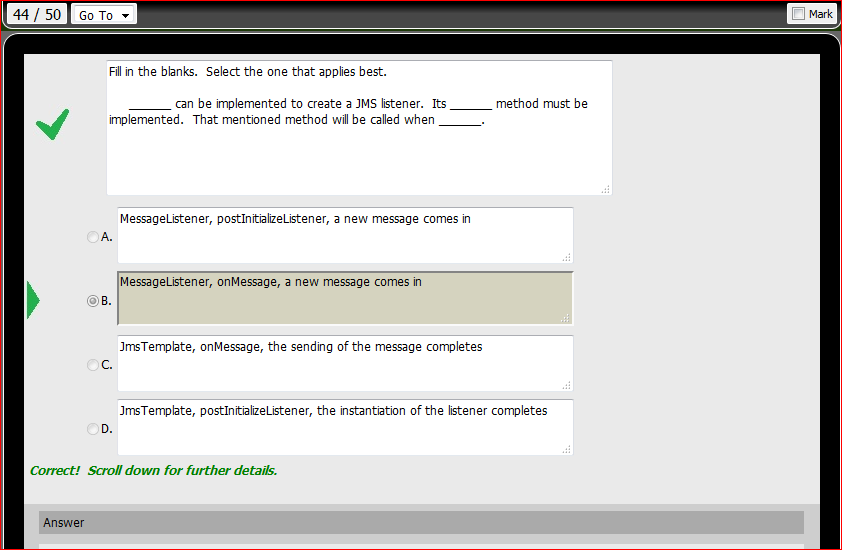 44 / 50 Go To Mark
Fill in the blanks.  Select the one that applies best.
_______ can be implemented to create a JMS listener.  Its _______ method must be
implemented.  That mentioned method will be called when _______.
A. MessageListener, postInitializeListener, a new message comes in
B. MessageListener, onMessage, a new message comes in
C. JmsTemplate, onMessage, the sending of the message completes
D. JmsTemplate, postInitializeListener, the instantiation of the listener completes
Correct!  Scroll down for further details.
Answer